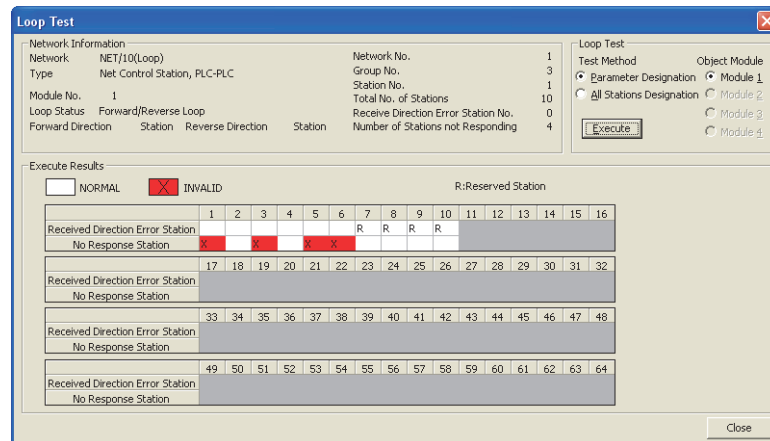 Loop Test
Network Information
Network NET/10(Loop)
Type Net Control Station, PLC-PLC
Module No. 1
Loop Status Forward/Reverse Loop
Forward Direction Station Reverse Direction Station
Network No. 1
Group No. 3
Station No. 1
Total No. of Stations 10
Receive Direction Error Station No. 0
Number of Stations not Responding 4
Loop Test
Test Method Object Module
Parameter Designation Module 1
All Stations Designation Module 2
Module 3
Execute Module 4
Execute Results
NORMAL X INVALID R:Reserved Station
1 2 3 4 5 6 7 8 9 10 11 12 13 14 15 16
Received Direction Error Station R R R R
No Response Station X X X X
17 18 19 20 21 22 23 24 25 26 27 28 29 30 31 32
Received Direction Error Station
No Response Station
33 34 35 36 37 38 39 40 41 42 43 44 45 46 47 48
Received Direction Error Station
No Response Station
49 50 51 52 53 54 55 56 57 58 59 60 61 62 63 64
Received Direction Error Station
No Response Station
Close